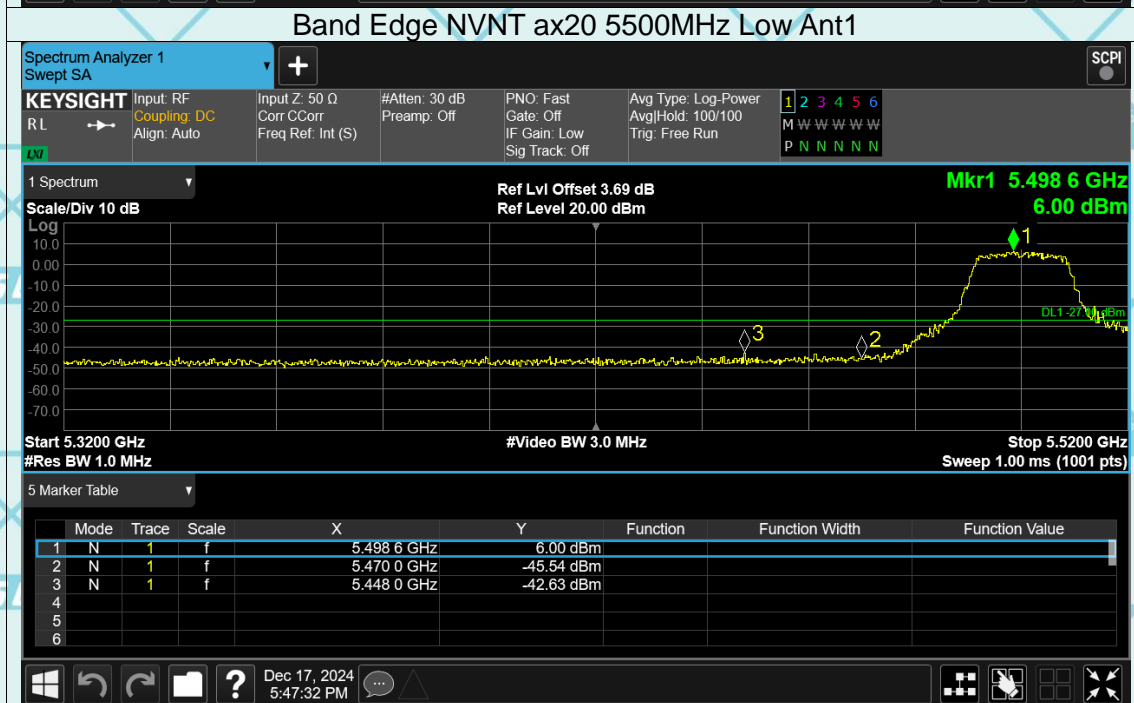 Band Edge NVNT ax20 5500MHz Low Ant1
Spectrum Analyzer 1
Swept SA
+
SCPI
KEYSIGHT
RL
LXI
Input: RF
Coupling: DC
Align: Auto
Input Z: 50 Ω
Corr CCorr
Freq Ref: Int (S)
#Atten: 30 dB
Preamp: Off
PNO: Fast
Gate: Off
IF Gain: Low
Sig Track: Off
Avg Type: Log-Power
Avg|Hold: 100/100
Trig: Free Run
1 2 3 4 5 6
M W W W W W
P N N N N N
1 Spectrum
Scale/Div 10 dB
Ref Lvl Offset 3.69 dB
Ref Level 20.00 dBm
Mkr1 5.498 6 GHz
6.00 dBm
Log
10.0
0.00
-10.0
-20.0
-30.0
-40.0
-50.0
-60.0
-70.0
1
3
2
Start 5.3200 GHz
#Video BW 3.0 MHz
Stop 5.5200 GHz
#Res BW 1.0 MHz
Sweep 1.00 ms (1001 pts)
5 Marker Table
Mode Trace Scale X Y Function Function Width Function Value
1 N 1 f 5.498 6 GHz 6.00 dBm
2 N 1 f 5.470 0 GHz -45.54 dBm
3 N 1 f 5.448 0 GHz -42.63 dBm
4
5
6
?
Dec 17, 2024
5:47:32 PM